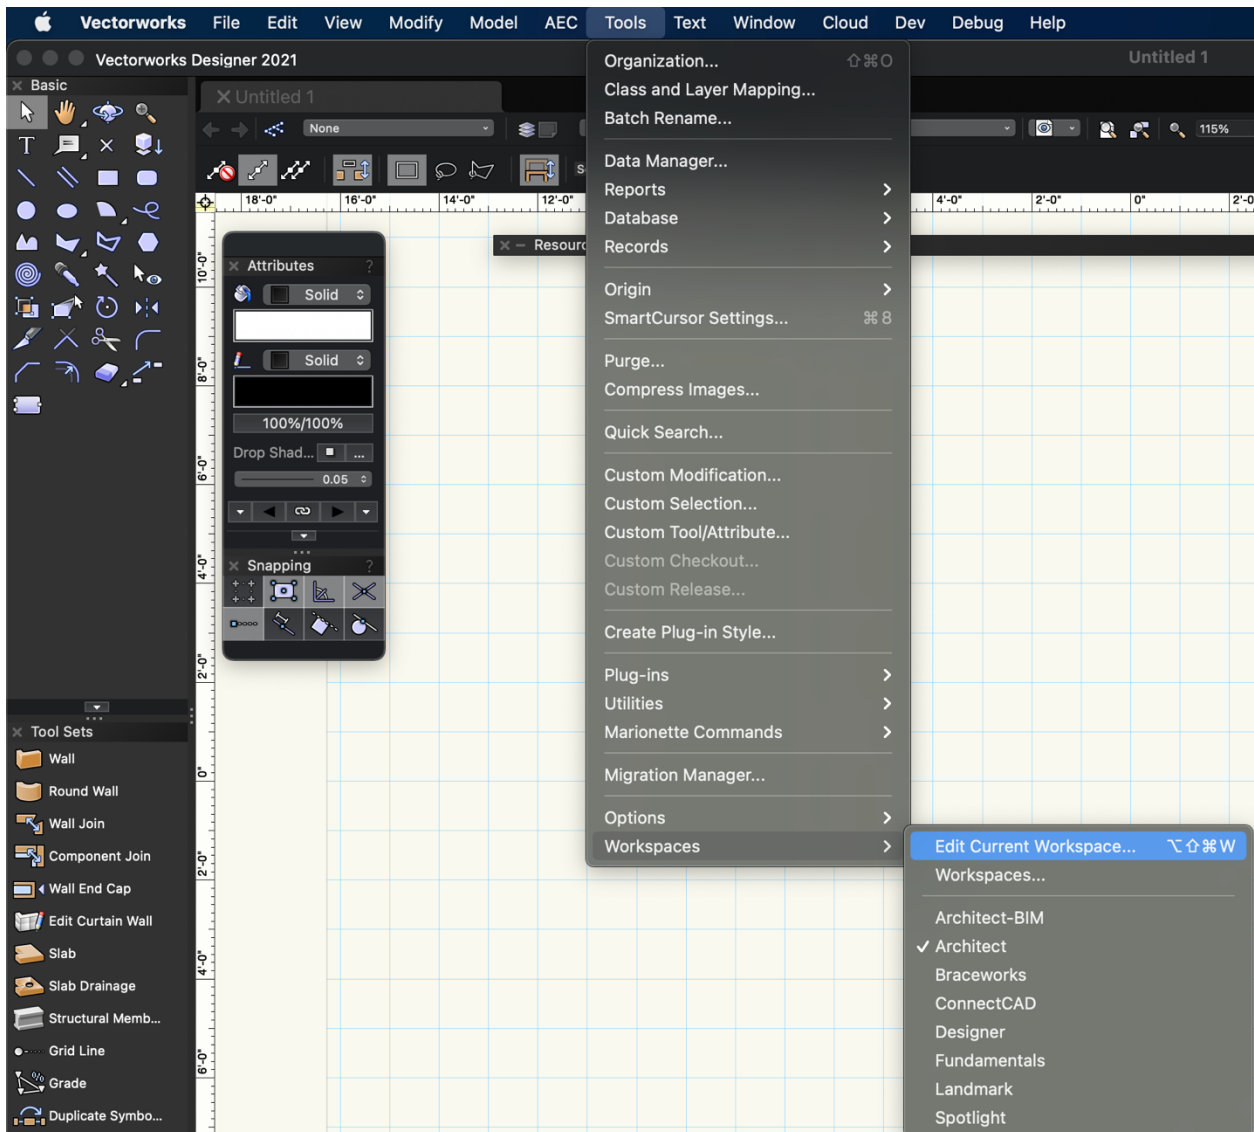 Vectorworks File Edit View Modify Model AEC Tools Text Window Cloud Dev Debug Help
Vectorworks Designer 2021
Untitled 1
Basic
Untitled 1
None
115%
18'-0" 16'-0" 14'-0" 12'-0" 4'-0" 2'-0" 0" 2'-0
10'-0"
8'-0"
6'-0"
4'-0"
2'-0"
0"
2'-0"
4'-0"
6'-0"
Attributes ?
Solid
Solid
100%/100%
Drop Shad... ...
0.05
Snapping ?
Resourc
Tool Sets
Wall
Round Wall
Wall Join
Component Join
Wall End Cap
Edit Curtain Wall
Slab
Slab Drainage
Structural Memb...
Grid Line
Grade
Duplicate Symbo...
Organization... ⇧⌘O
Class and Layer Mapping...
Batch Rename...
Data Manager...
Reports
Database
Records
Origin
SmartCursor Settings... ⌘8
Purge...
Compress Images...
Quick Search...
Custom Modification...
Custom Selection...
Custom Tool/Attribute...
Custom Checkout...
Custom Release...
Create Plug-in Style...
Plug-ins
Utilities
Marionette Commands
Migration Manager...
Options
Workspaces
Edit Current Workspace... ⌥⇧⌘W
Workspaces...
Architect-BIM
✓ Architect
Braceworks
ConnectCAD
Designer
Fundamentals
Landmark
Spotlight